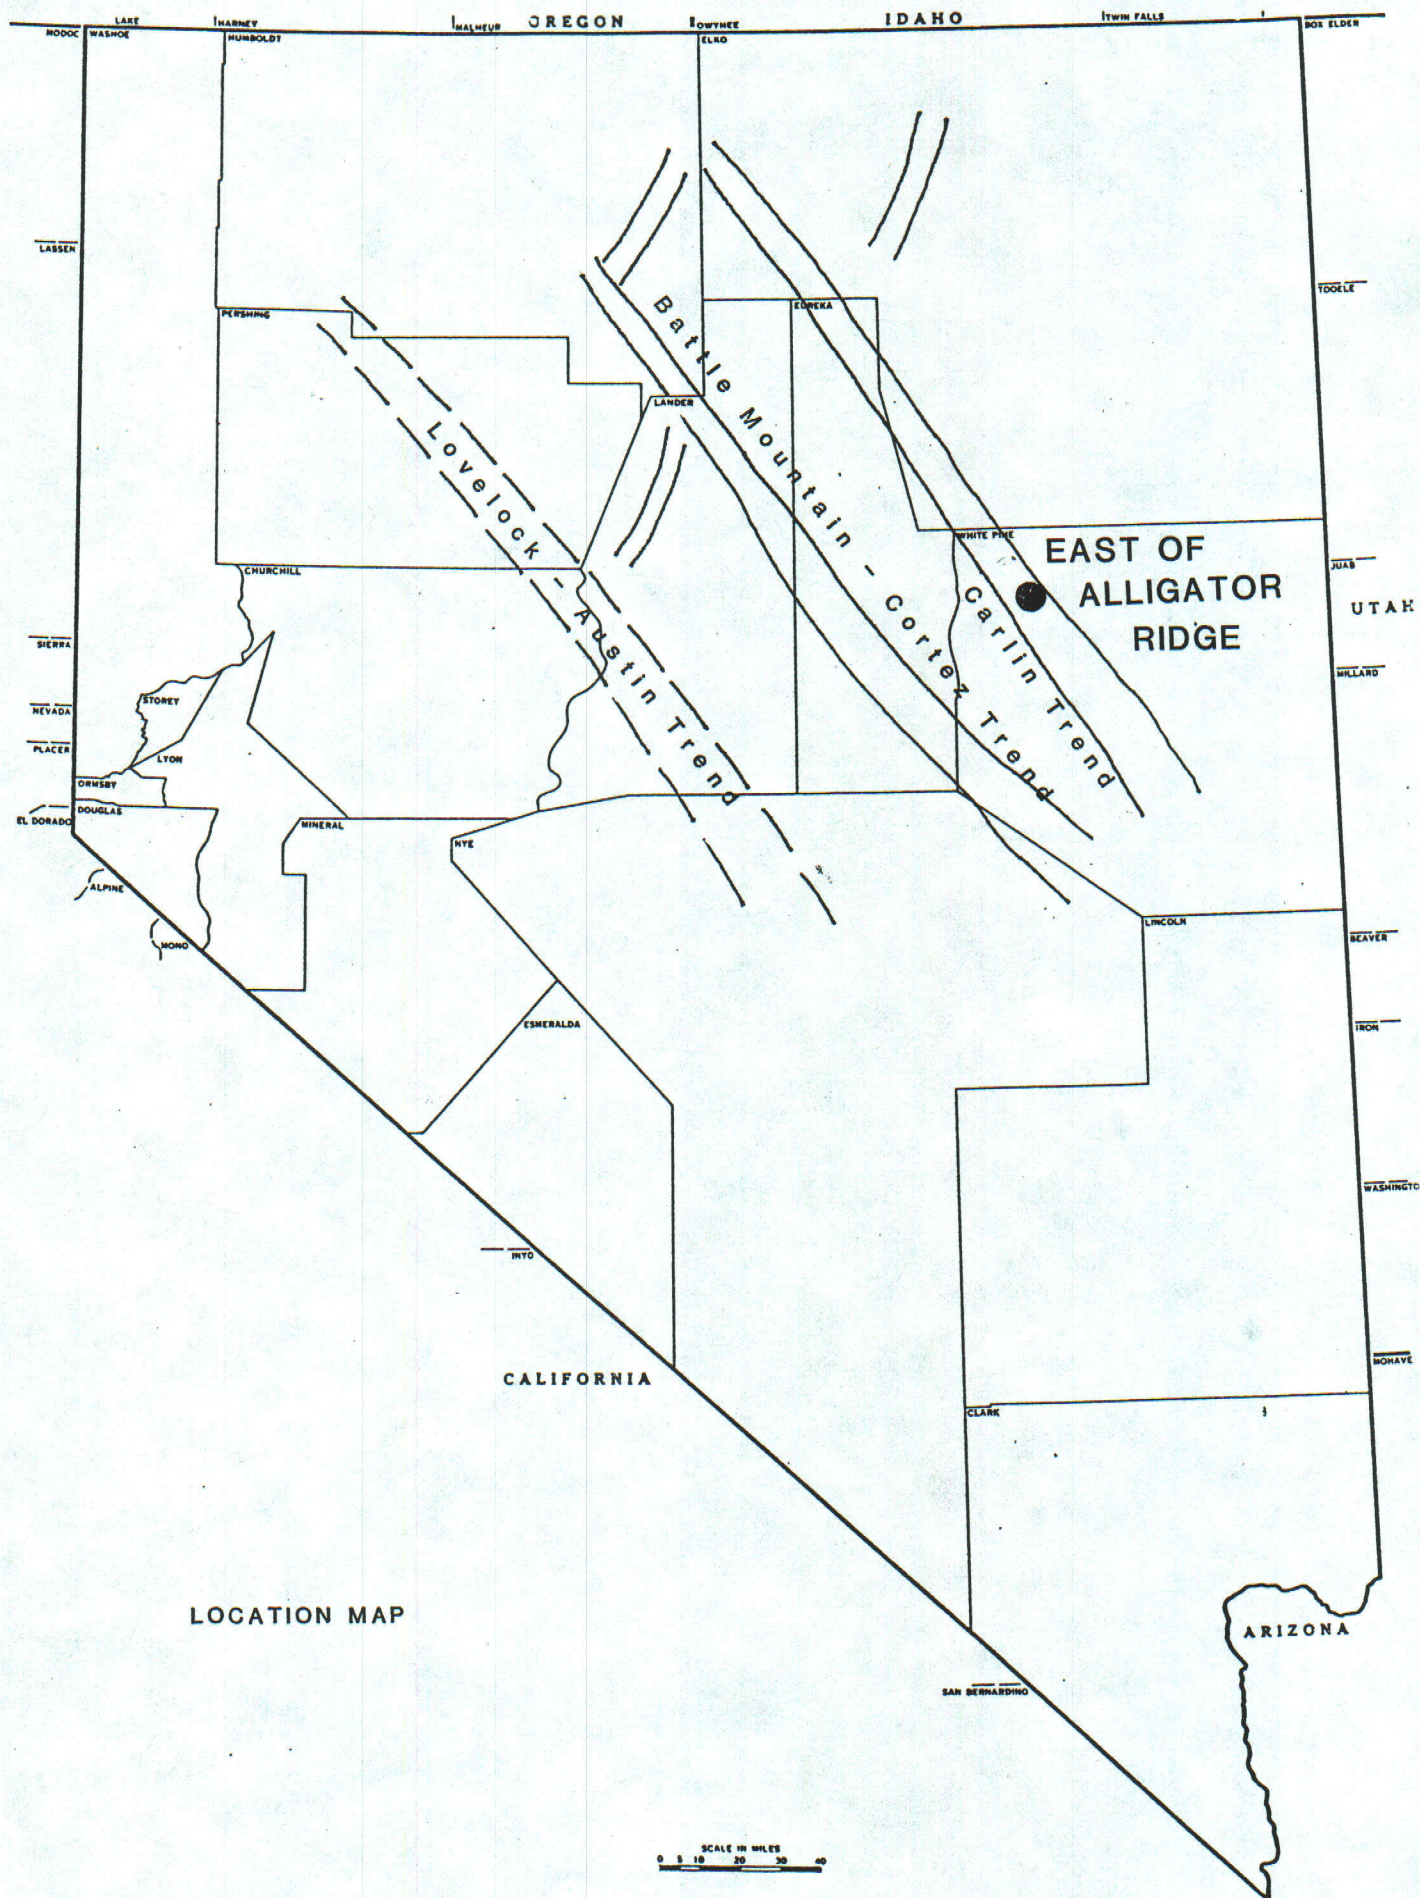 LAKE
HARNEY
MALHEUR
OREGON
OWYHEE
IDAHO
TWIN FALLS
BOX ELDER
MODOC
WASHOE
HUMBOLDT
ELKO
LASSEN
TOOELE
PERSHING
EUREKA
Battle Mountain - Cortez Trend
LANDER
Lovelock - Austin Trend
WHITE PINE
EAST OF
ALLIGATOR
RIDGE
Carlin Trend
JUAB
UTAH
CHURCHILL
SIERRA
MILLARD
STOREY
NEVADA
PLACER
LYON
ORMSBY
DOUGLAS
EL DORADO
MINERAL
NYE
ALPINE
LINCOLN
MONO
BEAVER
ESMERALDA
IRON
WASHINGTO
INYO
MOHAVE
CALIFORNIA
CLARK
LOCATION MAP
ARIZONA
SAN BERNARDINO
SCALE IN MILES
0 5 10 20 30 40